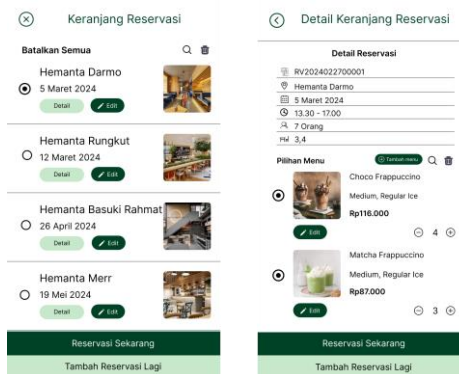 Keranjang Reservasi
Batalkan Semua
Hemanta Darmo
5 Maret 2024
Detail
Edit
Hemanta Rungkut
12 Maret 2024
Detail
Edit
Hemanta Basuki Rahmat
26 April 2024
Detail
Edit
Hemanta Merr
19 Mei 2024
Detail
Edit
Reservasi Sekarang
Tambah Reservasi Lagi
Detail Keranjang Reservasi
Detail Reservasi
RV2024022700001
Hemanta Darmo
5 Maret 2024
13.30 - 17.00
7 Orang
3,4
Pilihan Menu
Tambah menu
Choco Frappuccino
Medium, Regular Ice
Rp116.000
Edit
4
Matcha Frappuccino
Medium, Regular Ice
Rp87.000
Edit
3
Reservasi Sekarang
Tambah Reservasi Lagi